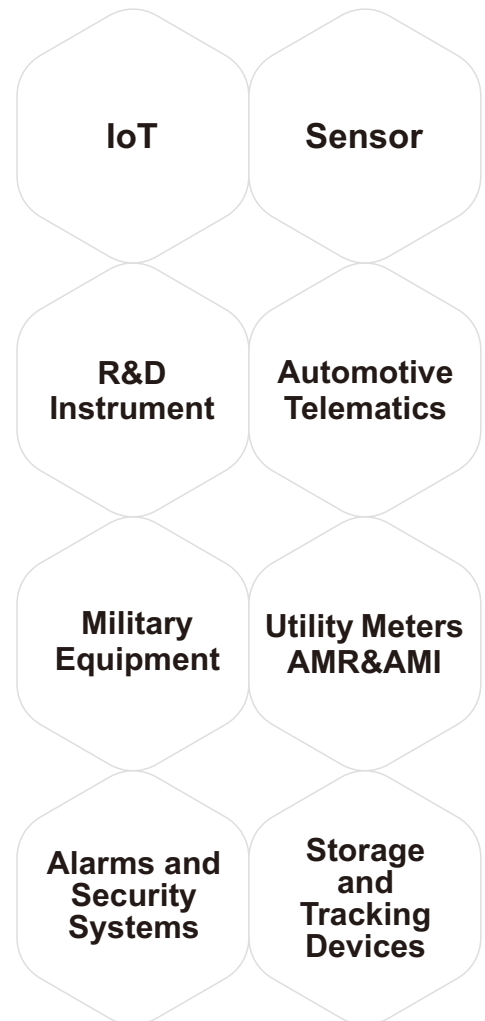 IoT
Sensor
R&D
Instrument
Automotive
Telematics
Military
Equipment
Utility Meters
AMR&AMI
Alarms and
Security
Systems
Storage
and
Tracking
Devices